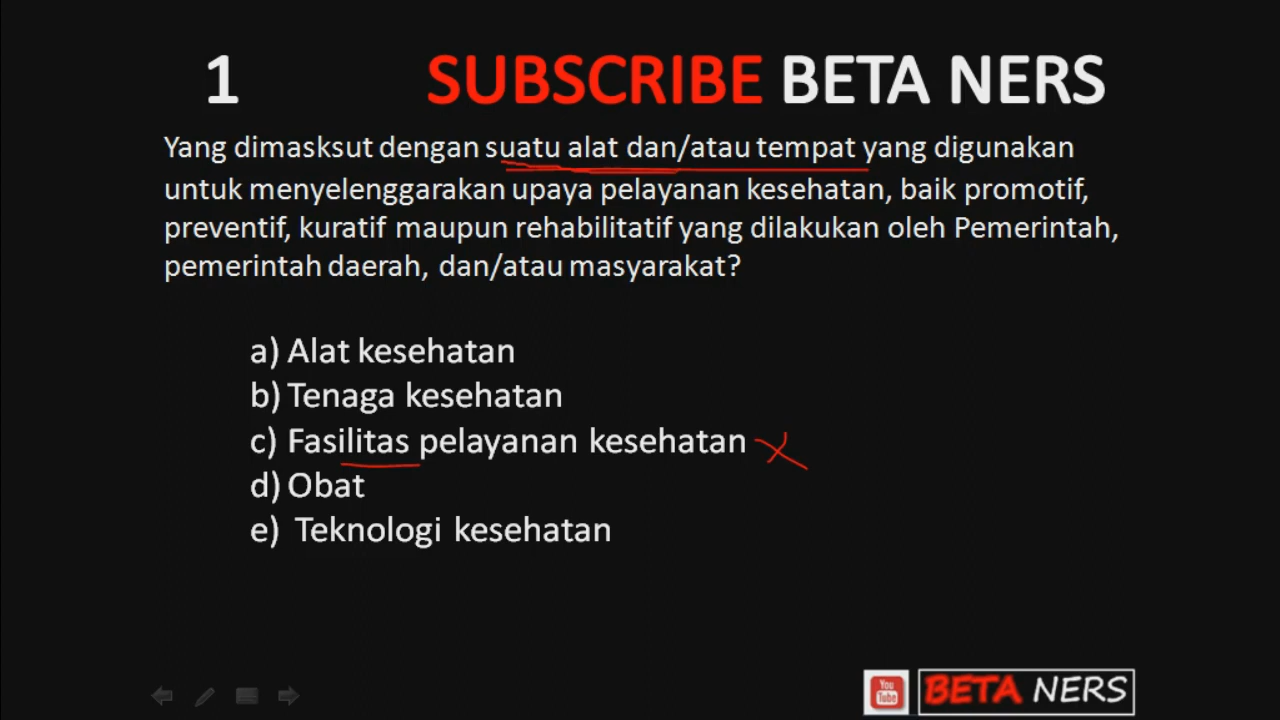 1 SUBSCRIBE BETA NERS
Yang dimasksut dengan suatu alat dan/atau tempat yang digunakan
untuk menyelenggarakan upaya pelayanan kesehatan, baik promotif,
preventif, kuratif maupun rehabilitatif yang dilakukan oleh Pemerintah,
pemerintah daerah, dan/atau masyarakat?
a) Alat kesehatan
b) Tenaga kesehatan
c) Fasilitas pelayanan kesehatan
d) Obat
e) Teknologi kesehatan
You
Tube
BETA NERS